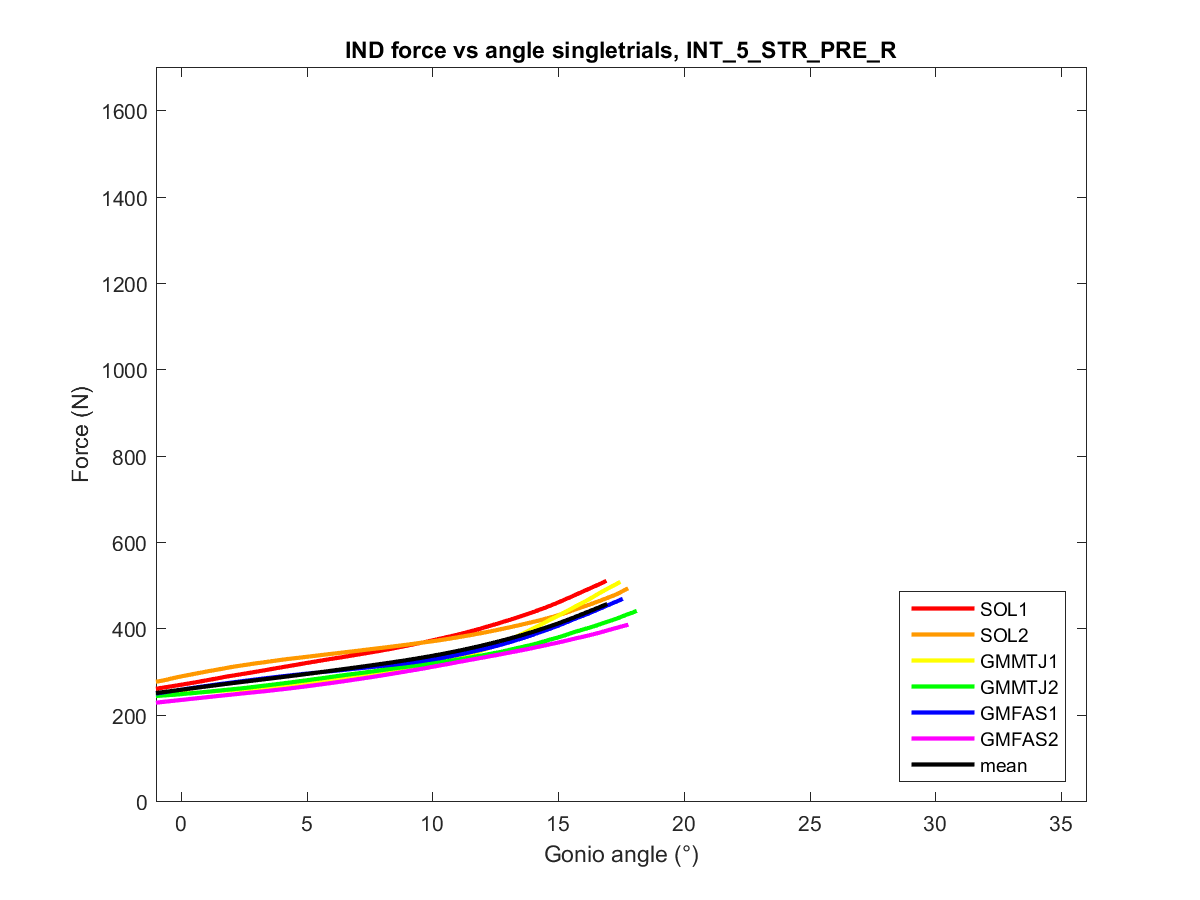 IND force vs angle singletrials, INT_5_STR_PRE_R
1600
1400
1200
1000
800
600
400
200
0
Force (N)
0 5 10 15 20 25 30 35
Gonio angle (°)
SOL1
SOL2
GMMTJ1
GMMTJ2
GMFAS1
GMFAS2
mean